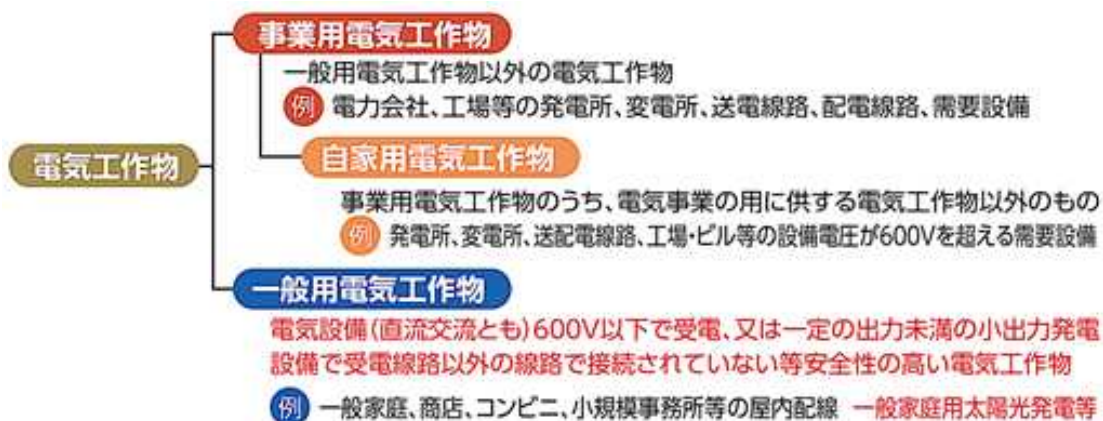 事業用電気工作物
一般用電気工作物以外の電気工作物
例 電力会社、工場等の発電所、変電所、送電線路、配電線路、需要設備
電気工作物
自家用電気工作物
事業用電気工作物のうち、電気事業の用に供する電気工作物以外のもの
例 発電所、変電所、送配電線路、工場・ビル等の設備電圧が600Vを超える需要設備
一般用電気工作物
電気設備(直流交流とも)600V以下で受電、又は一定の出力未満の小出力発電
設備で受電線路以外の線路で接続されていない等安全性の高い電気工作物
例 一般家庭、商店、コンビニ、小規模事務所等の屋内配線 一般家庭用太陽光発電等